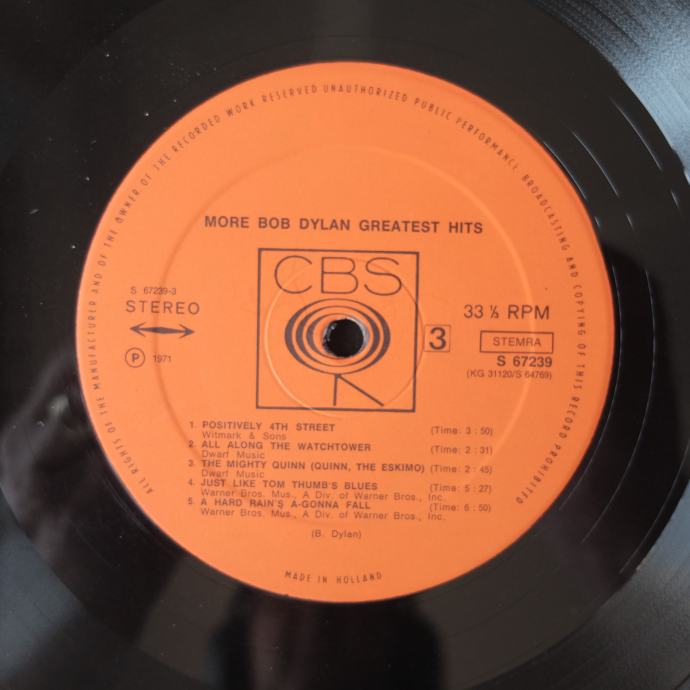 ALL RIGHTS OF THE MANUFACTURER AND OF THE OWNER OF THE RECORDED WORK RESERVED UNAUTHORIZED PUBLIC PERFORMANCE BROADCASTING AND COPYING OF THIS RECORD PROHIBITED
MORE BOB DYLAN GREATEST HITS
CBS
S 67239-3
STEREO
33 ⅓ RPM
3
STEMRA
S 67239
(KG 31120/S 64769)
P 1971
1. POSITIVELY 4TH STREET (Time: 3 : 50)
Witmark & Sons
2. ALL ALONG THE WATCHTOWER (Time: 2 : 31)
Dwarf Music
3. THE MIGHTY QUINN (QUINN, THE ESKIMO) (Time: 2 : 45)
Dwarf Music
4. JUST LIKE TOM THUMB'S BLUES (Time: 5 : 27)
Warner Bros. Mus., A Div. of Warner Bros., Inc.
5. A HARD RAIN'S A-GONNA FALL (Time: 6 : 50)
Warner Bros. Mus., A Div. of Warner Bros., Inc.
(B. Dylan)
MADE IN HOLLAND